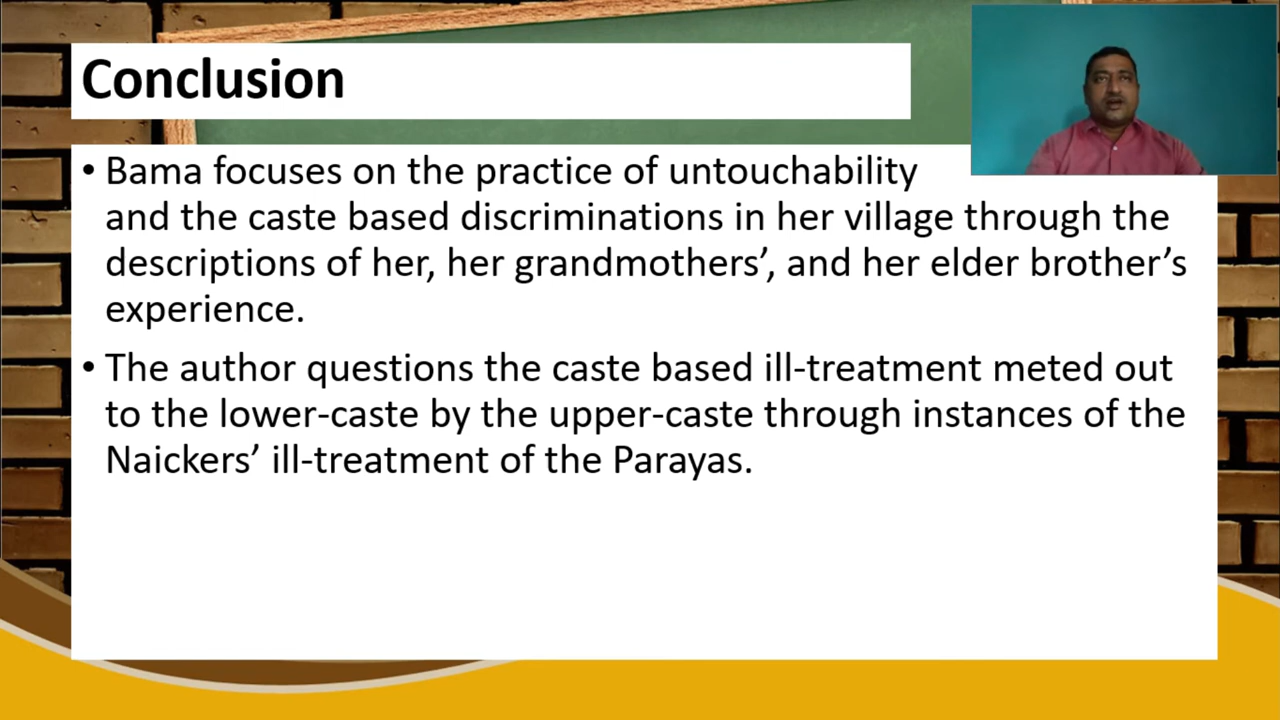 Conclusion
• Bama focuses on the practice of untouchability
and the caste based discriminations in her village through the
descriptions of her, her grandmothers’, and her elder brother’s
experience.
• The author questions the caste based ill-treatment meted out
to the lower-caste by the upper-caste through instances of the
Naickers’ ill-treatment of the Parayas.